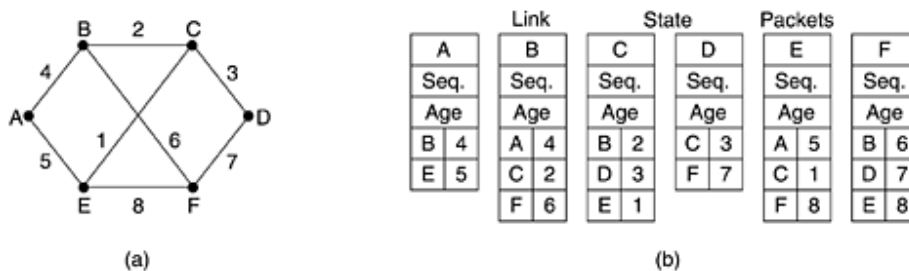 B 2 C
4 3
A D
1 6
5 7
E 8 F
(a)
Link State Packets
A B C D E F
Seq. Seq. Seq. Seq. Seq. Seq.
Age Age Age Age Age Age
B 4 A 4 B 2 C 3 A 5 B 6
E 5 C 2 D 3 F 7 C 1 D 7
F 6 E 1 F 8 E 8
(b)